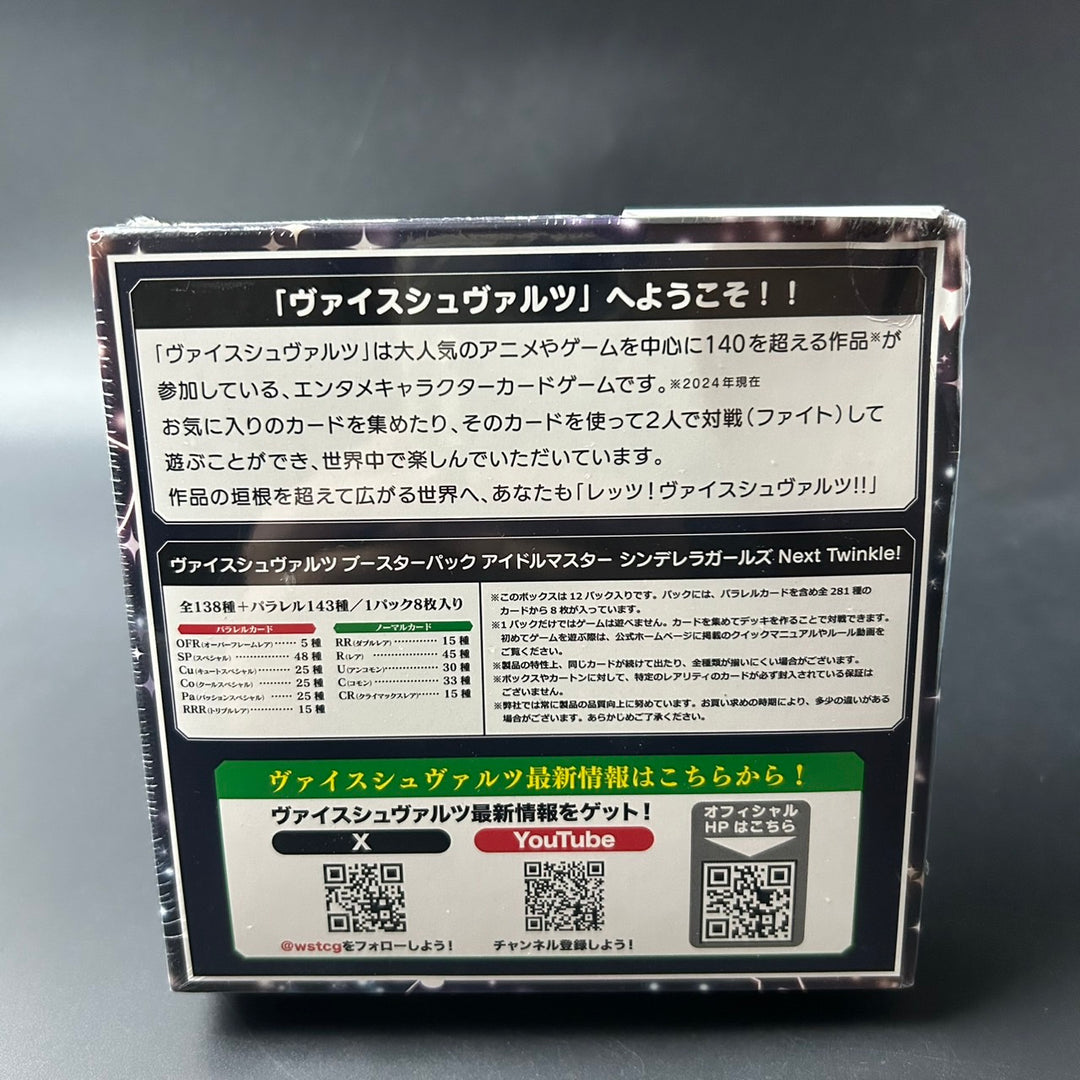 「ヴァイスシュヴァルツ」へようこそ！！
「ヴァイスシュヴァルツ」は大人気のアニメやゲームを中心に140を超える作品※が
参加している、エンタメキャラクターカードゲームです。※2024年現在
お気に入りのカードを集めたり、そのカードを使って2人で対戦（ファイト）して
遊ぶことができ、世界中で楽しんでいただいています。
作品の垣根を超えて広がる世界へ、あなたも「レッツ！ヴァイスシュヴァルツ!!」
ヴァイスシュヴァルツ ブースターパック アイドルマスター シンデレラガールズ Next Twinkle!
全138種＋パラレル143種／1パック8枚入り
パラレルカード
OFR（オーバーフレームレア）……5種
SP（スペシャル）……48種
Cu（キュートスペシャル）……25種
Co（クールスペシャル）……25種
Pa（パッションスペシャル）……25種
RRR（トリプルレア）……15種
ノーマルカード
RR（ダブルレア）……15種
R（レア）……45種
U（アンコモン）……30種
C（コモン）……33種
CR（クライマックスレア）……15種
※このボックスは12パック入りです。パックには、パラレルカードを含め全281種の
カードから8枚が入っています。
※1パックだけではゲームは遊べません。カードを集めてデッキを作ることで対戦できます。
初めてゲームを遊ぶ際は、公式ホームページに掲載のクイックマニュアルやルール動画を
ご覧ください。
※製品の特性上、同じカードが続けて出たり、全種類が揃いにくい場合がございます。
※ボックスやカートンに対して、特定のレアリティのカードが必ず封入されている保証は
ございません。
※弊社では常に製品の品質向上に努めています。お買い求めの時期により、多少の違いがある
場合がございます。あらかじめご了承ください。
ヴァイスシュヴァルツ最新情報はこちらから！
ヴァイスシュヴァルツ最新情報をゲット！
X
@wstcgをフォローしよう！
YouTube
チャンネル登録しよう！
オフィシャル
HPはこちら